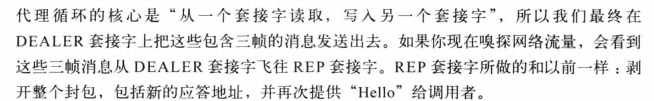 代理循环的核心是“从一个套接字读取，写入另一个套接字”，所以我们最终在
DEALER 套接字上把这些包含三帧的消息发送出去。如果你现在嗅探网络流量，会看到
这些三帧消息从 DEALER 套接字飞往 REP 套接字。REP 套接字所做的和以前一样：剥
开整个封包，包括新的应答地址，并再次提供“Hello”给调用者。